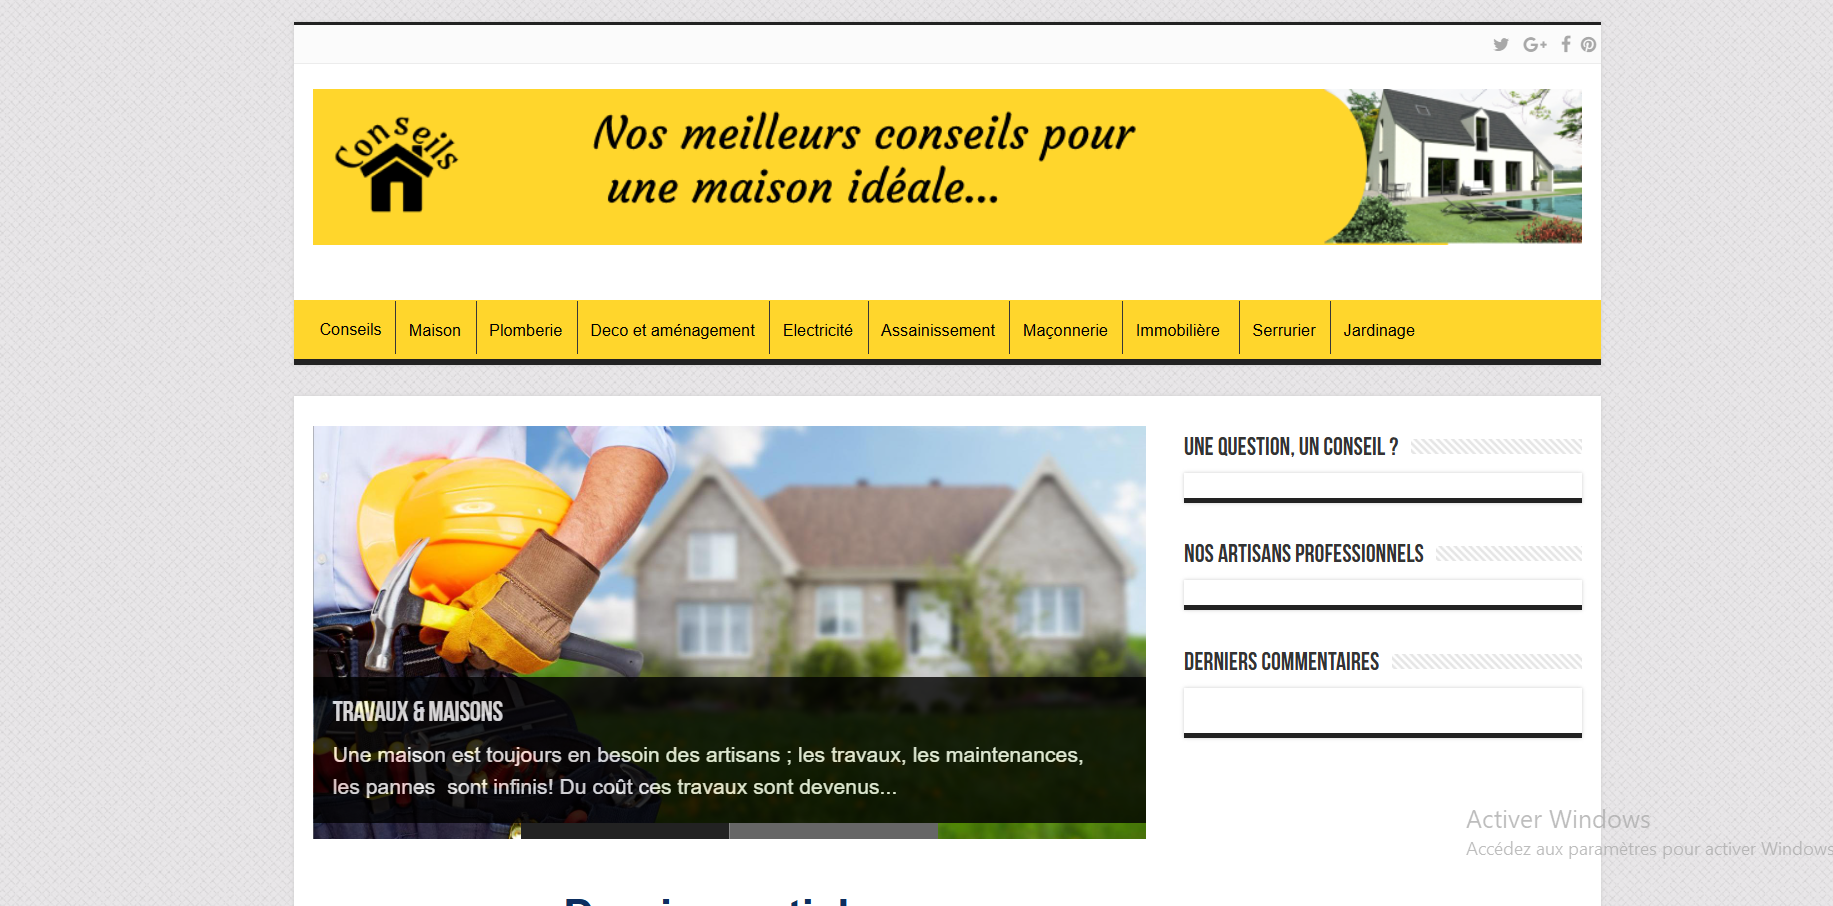 Conseils
Nos meilleurs conseils pour
une maison idéale...
Conseils
Maison
Plomberie
Deco et aménagement
Electricité
Assainissement
Maçonnerie
Immobilière
Serrurier
Jardinage
UNE QUESTION, UN CONSEIL ?
NOS ARTISANS PROFESSIONNELS
DERNIERS COMMENTAIRES
TRAVAUX & MAISONS
Une maison est toujours en besoin des artisans ; les travaux, les maintenances,
les pannes  sont infinis! Du coût ces travaux sont devenus...
Activer Windows
Accédez aux paramètres pour activer Windows